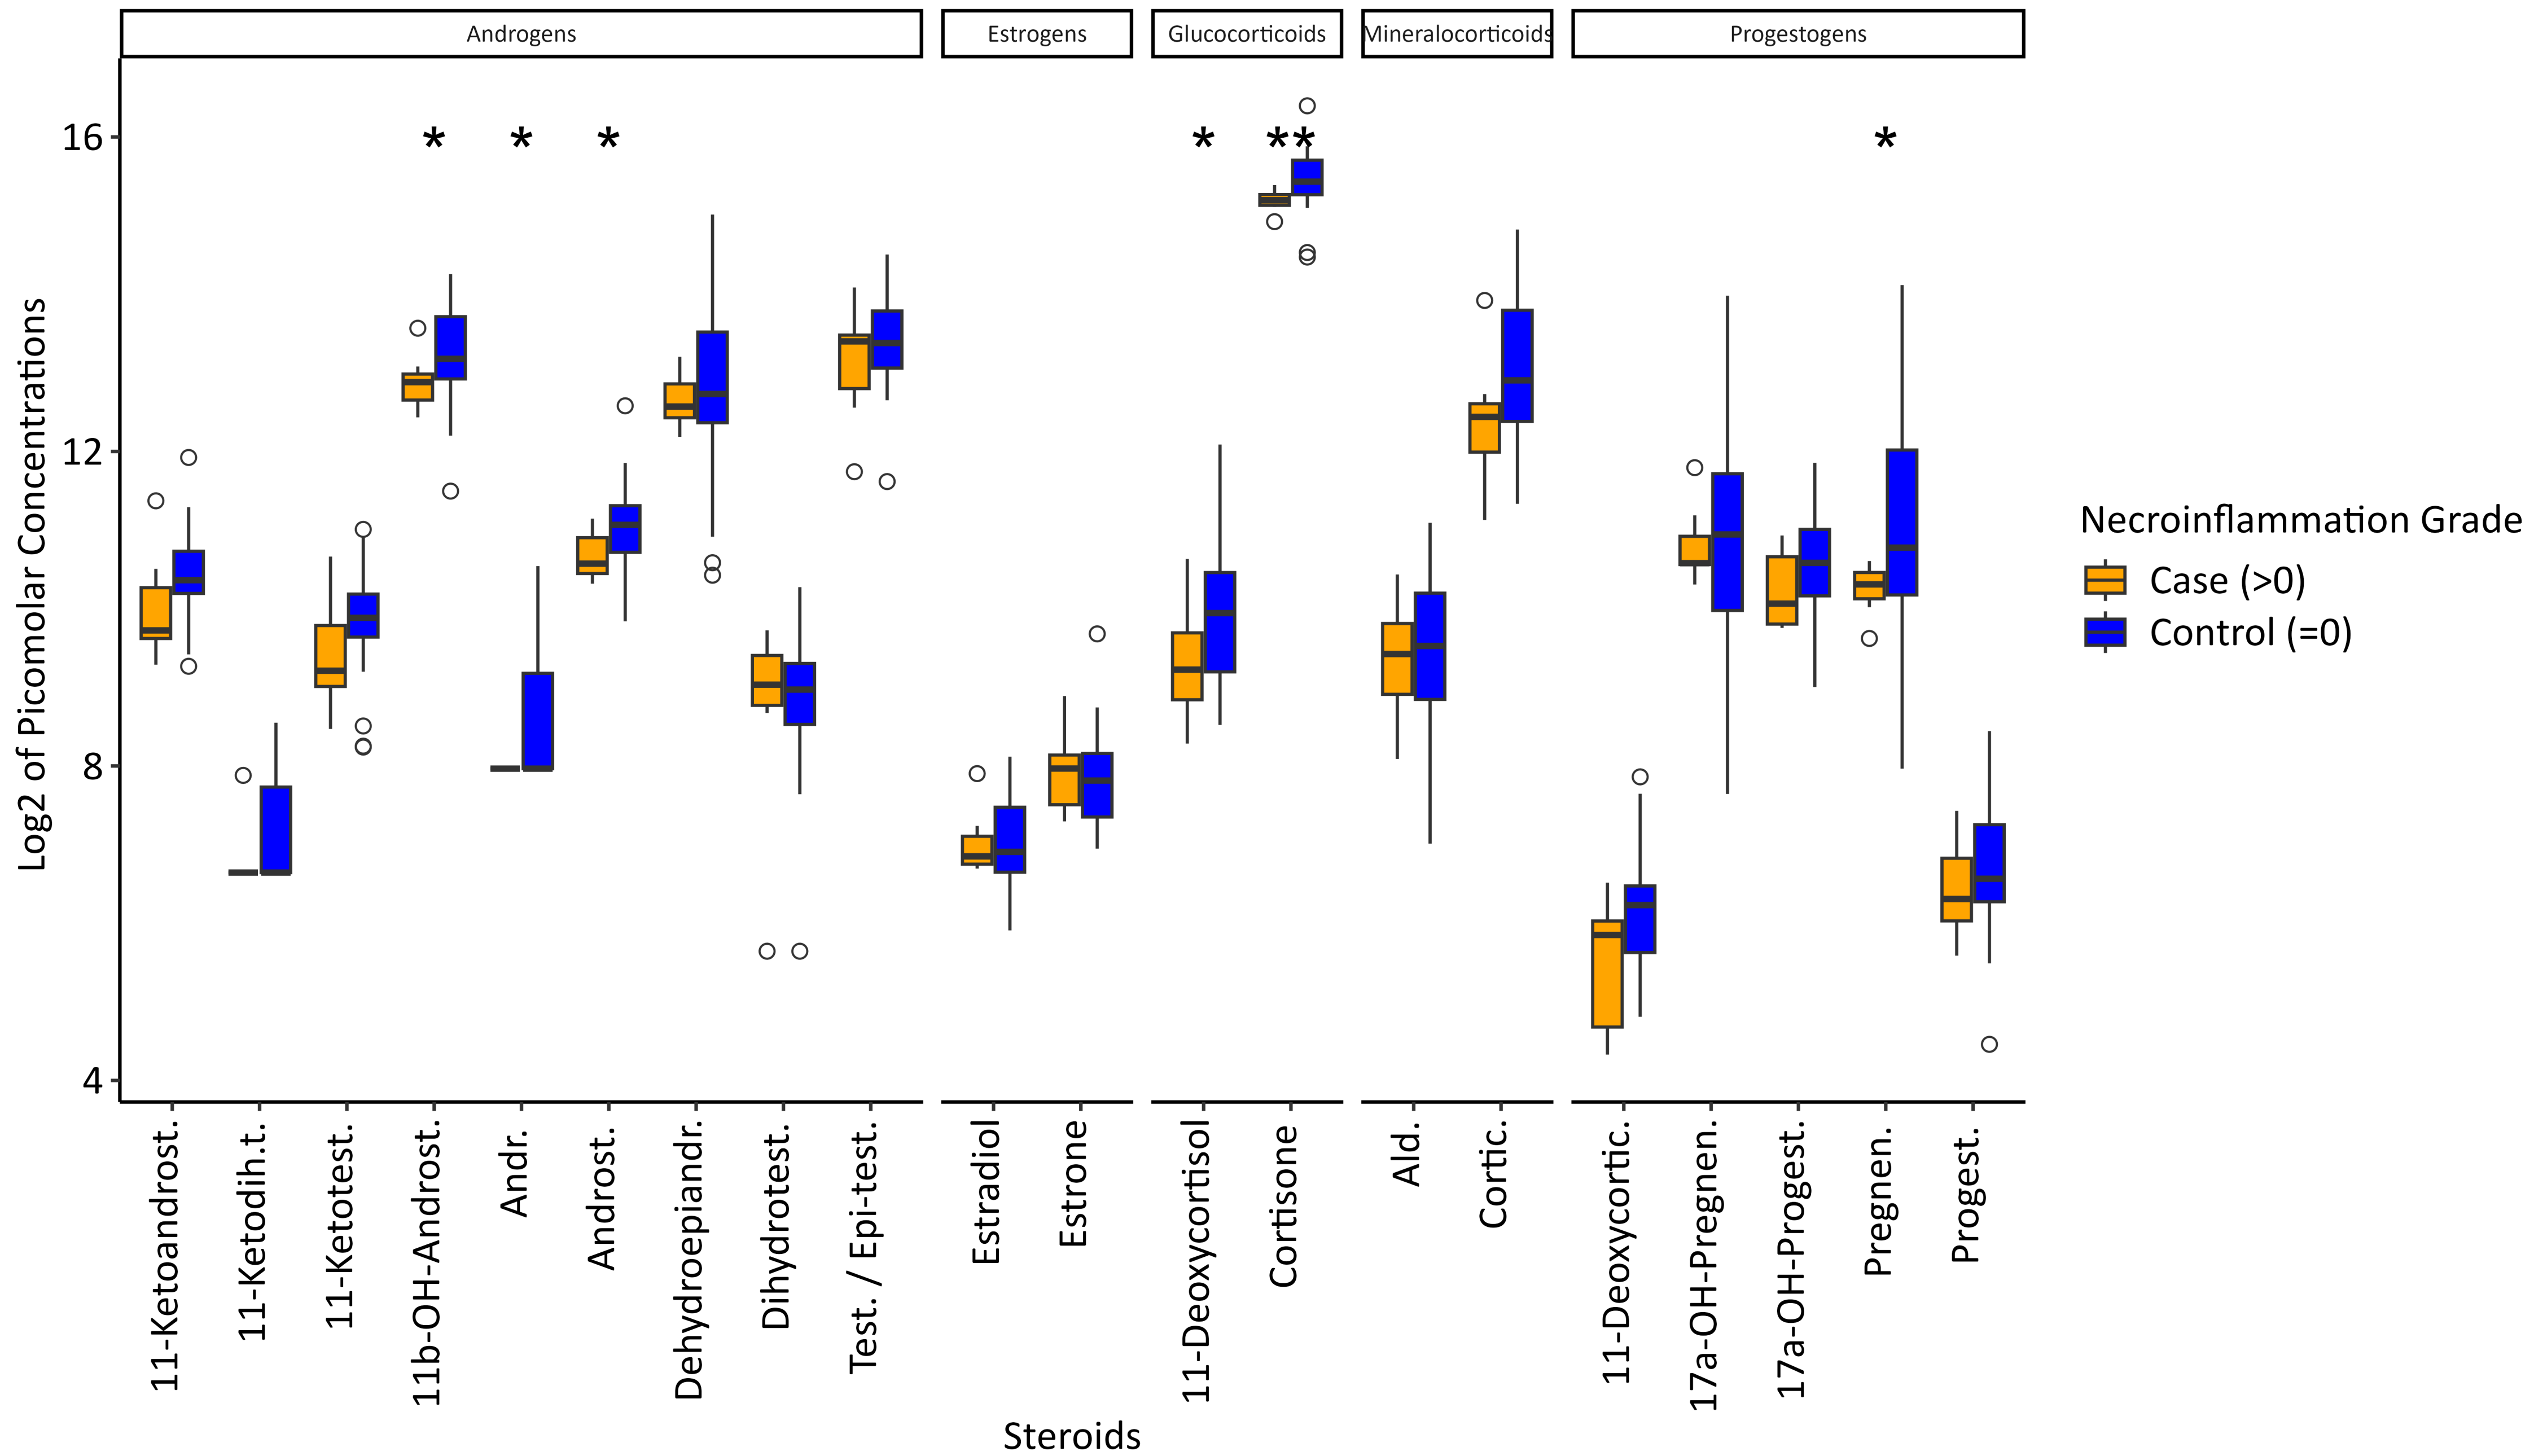 Androgens Estrogens Glucocorticoids Mineralocorticoids Progestogens
16 * * * * ** *
12
8
4
Log2 of Picomolar Concentrations
11-Ketoandrost. 11-Ketodih.t. 11-Ketotest. 11b-OH-Androst. Andr. Androst. Dehydroepiandr. Dihydrotest. Test. / Epi-test. Estradiol Estrone 11-Deoxycortisol Cortisone Ald. Cortic. 11-Deoxycortic. 17a-OH-Pregnen. 17a-OH-Progest. Pregnen. Progest.
Steroids
Necroinflammation Grade
Case (>0)
Control (=0)